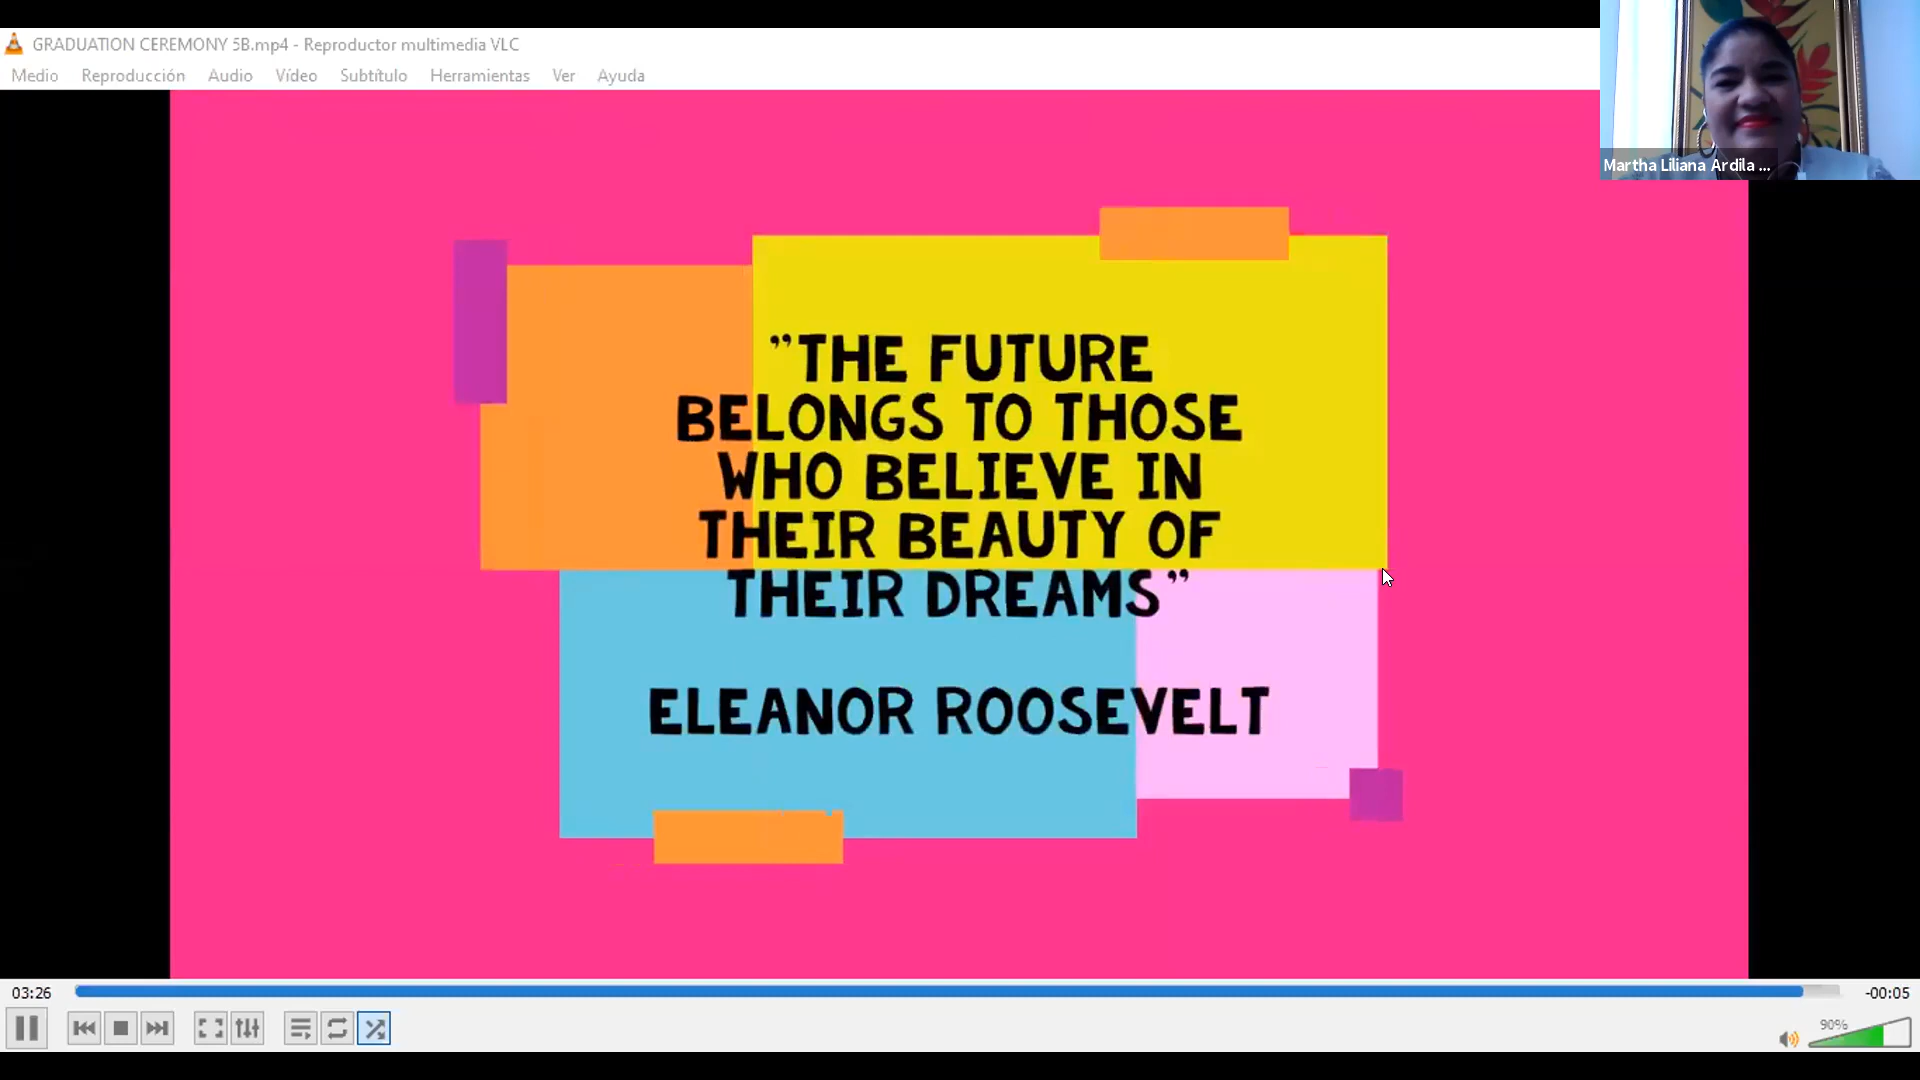 GRADUATION CEREMONY 5B.mp4 - Reproductor multimedia VLC
Medio Reproducción Audio Vídeo Subtítulo Herramientas Ver Ayuda
Martha Liliana Ardila ...
”THE FUTURE
BELONGS TO THOSE
WHO BELIEVE IN
THEIR BEAUTY OF
THEIR DREAMS”
ELEANOR ROOSEVELT
03:26
-00:05
90%